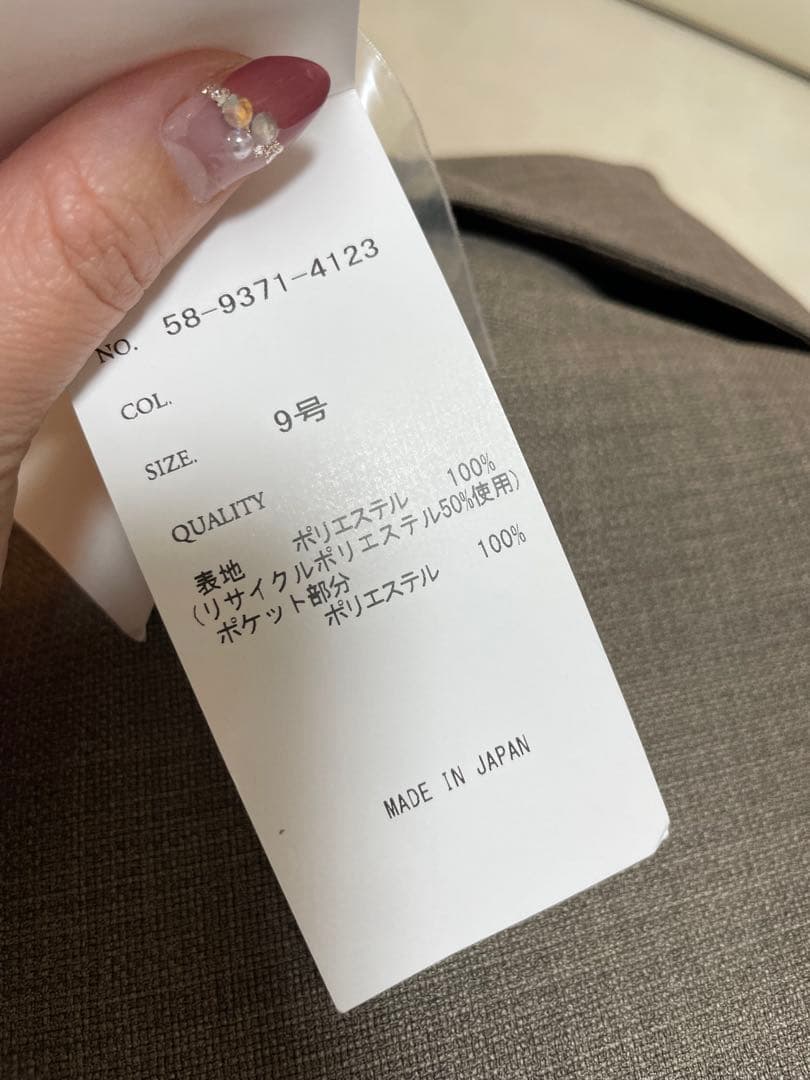 NO. 58-9371-4123
COL.
SIZE. 9号
QUALITY
表地 ポリエステル 100%
(リサイクルポリエステル50%使用)
ポケット部分
ポリエステル 100%
MADE IN JAPAN